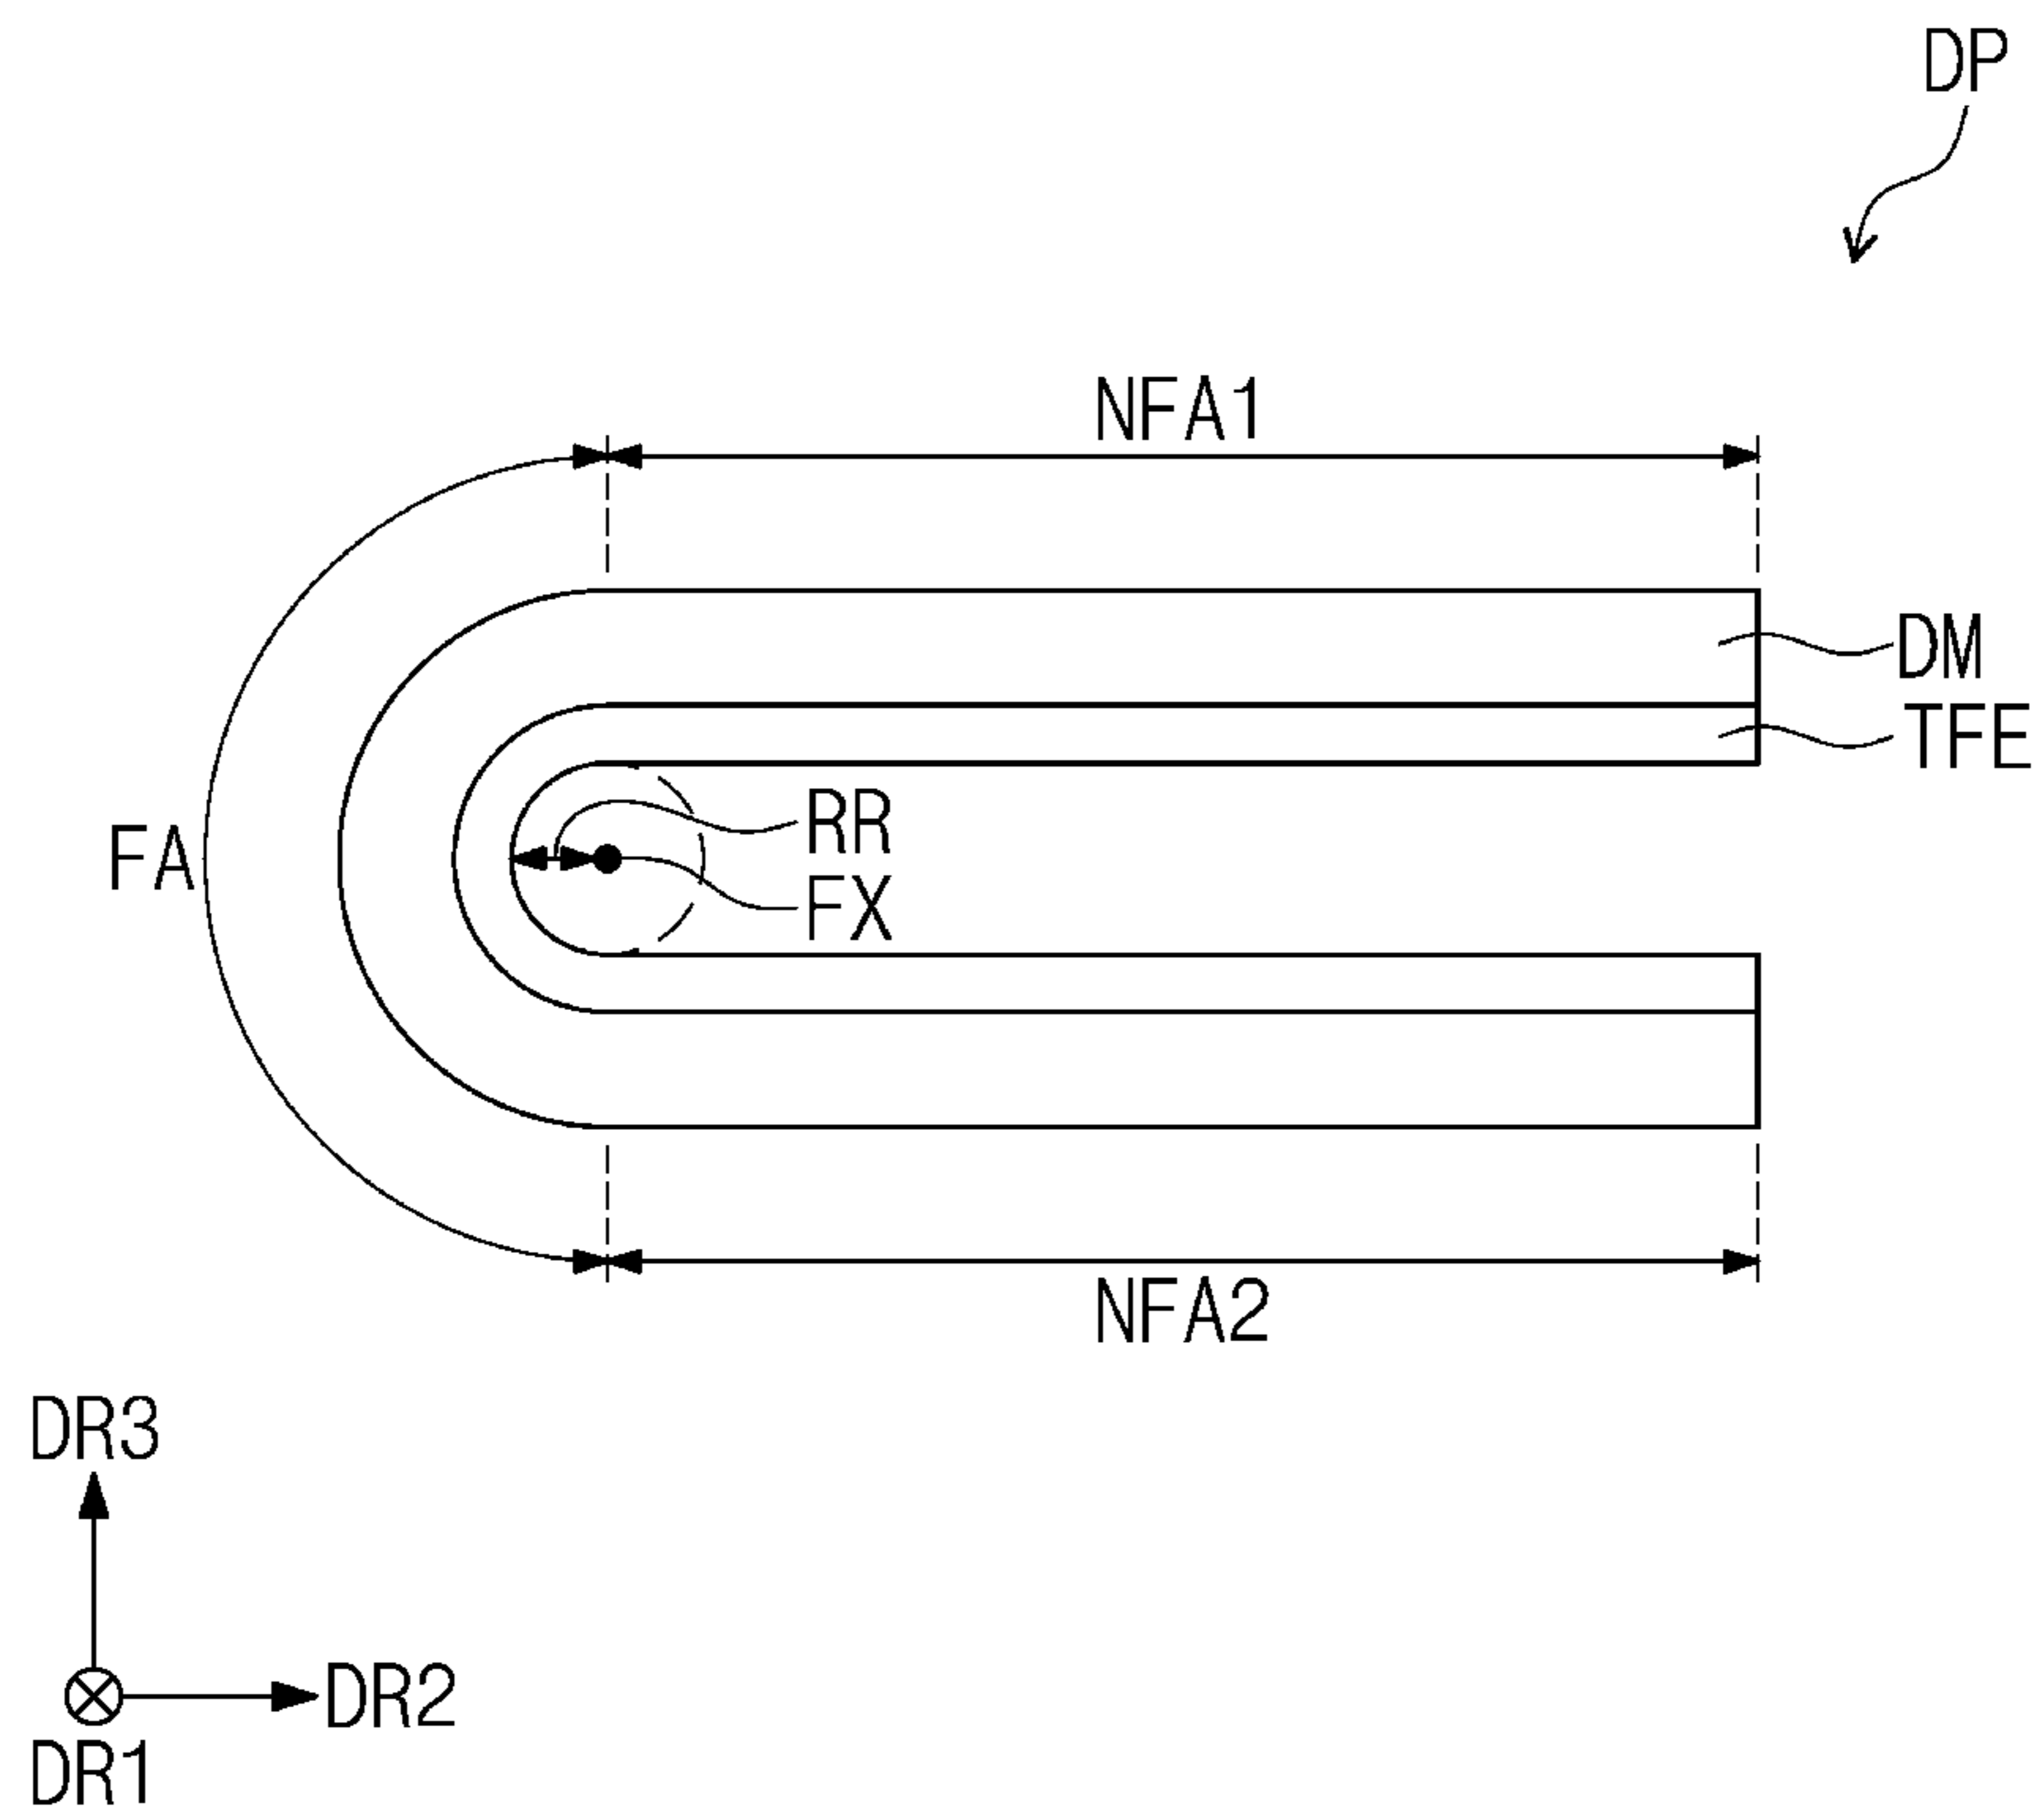 DP
NFA1
DM
TFE
RR
FA
FX
NFA2
DR3
DR2
DR1